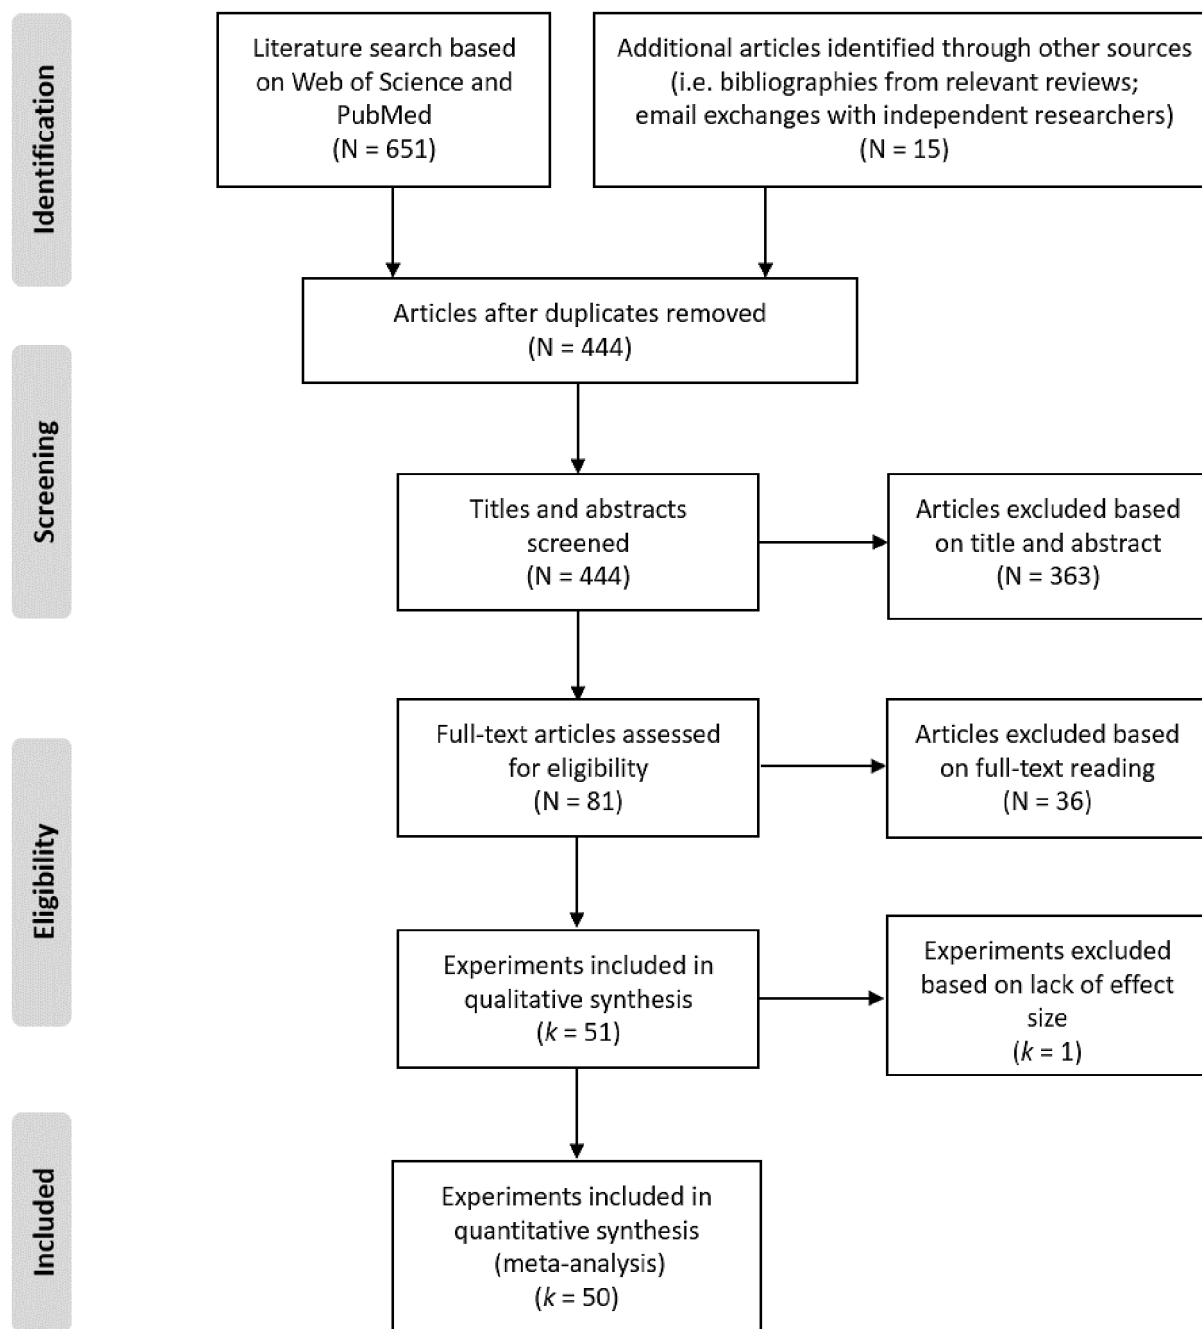 Identification
Literature search based
on Web of Science and
PubMed
(N = 651)
Additional articles identified through other sources
(i.e. bibliographies from relevant reviews;
email exchanges with independent researchers)
(N = 15)
Articles after duplicates removed
(N = 444)
Screening
Titles and abstracts
screened
(N = 444)
Articles excluded based
on title and abstract
(N = 363)
Eligibility
Full-text articles assessed
for eligibility
(N = 81)
Articles excluded based
on full-text reading
(N = 36)
Experiments included in
qualitative synthesis
(k = 51)
Experiments excluded
based on lack of effect
size
(k = 1)
Included
Experiments included in
quantitative synthesis
(meta-analysis)
(k = 50)